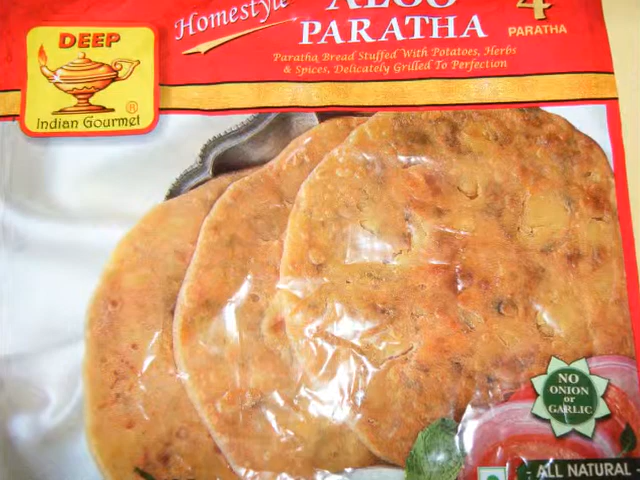 DEEP
®
Indian Gourmet
Homestyle
ALOO
PARATHA
Paratha Bread Stuffed With Potatoes, Herbs
& Spices, Delicately Grilled To Perfection
4
PARATHA
NO
ONION
or
GARLIC
- ALL NATURAL -